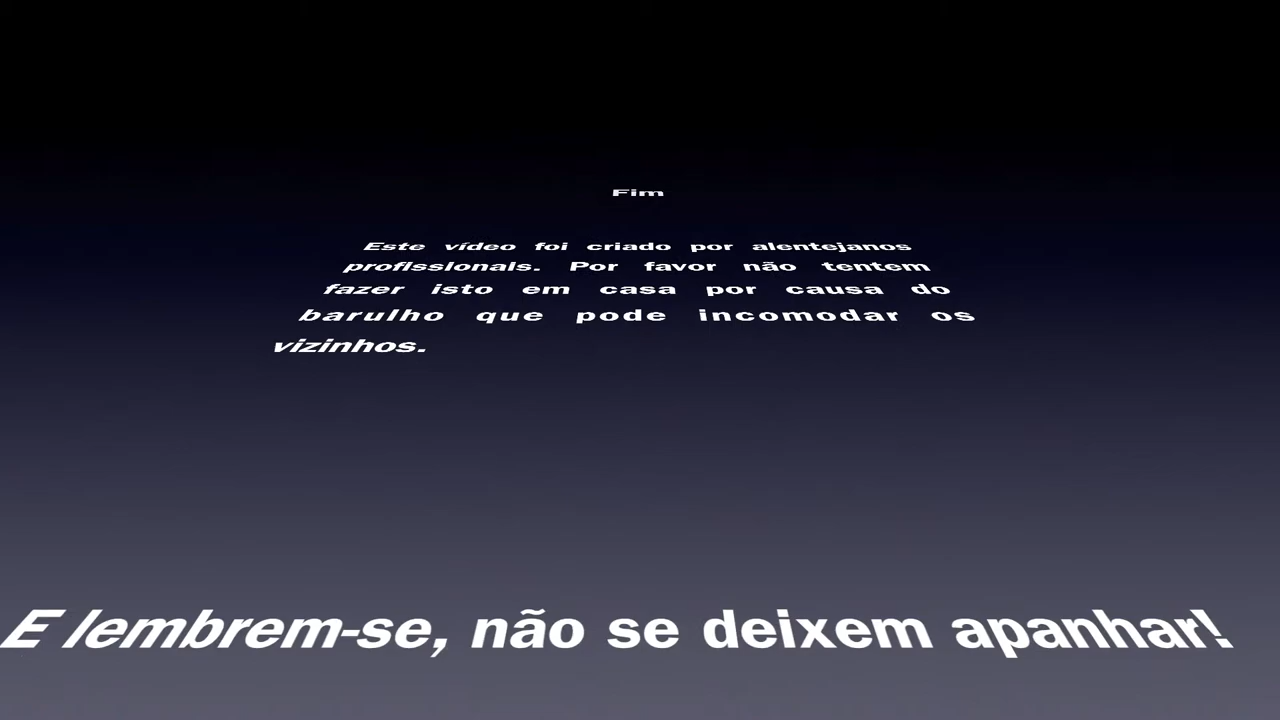 Fim
Este vídeo foi criado por alentejanos
profissionais. Por favor não tentem
fazer isto em casa por causa do
barulho que pode incomodar os
vizinhos.
E lembrem-se, não se deixem apanhar!